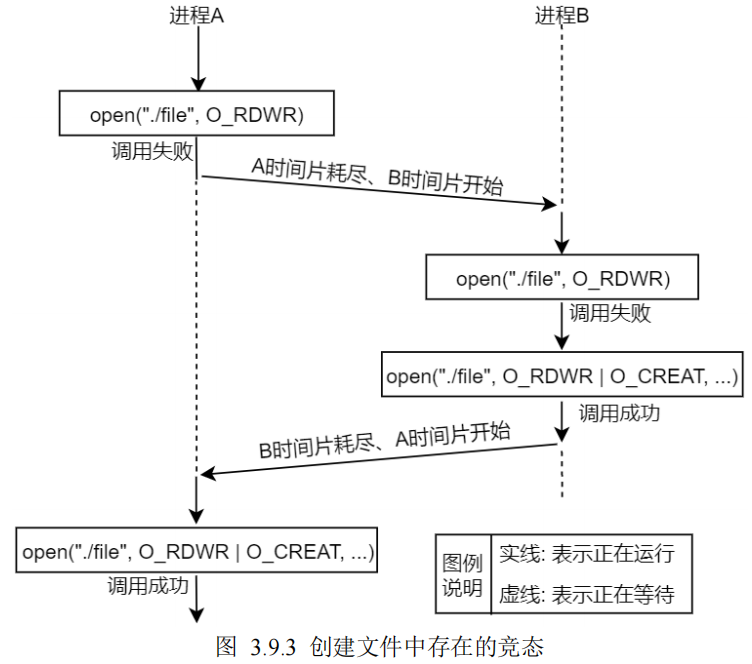 进程A
进程B
open("./file", O_RDWR)
调用失败
A时间片耗尽、B时间片开始
open("./file", O_RDWR)
调用失败
open("./file", O_RDWR | O_CREAT, ...)
调用成功
B时间片耗尽、A时间片开始
open("./file", O_RDWR | O_CREAT, ...)
调用成功
图例
说明
实线: 表示正在运行
虚线: 表示正在等待
图 3.9.3 创建文件中存在的竞态